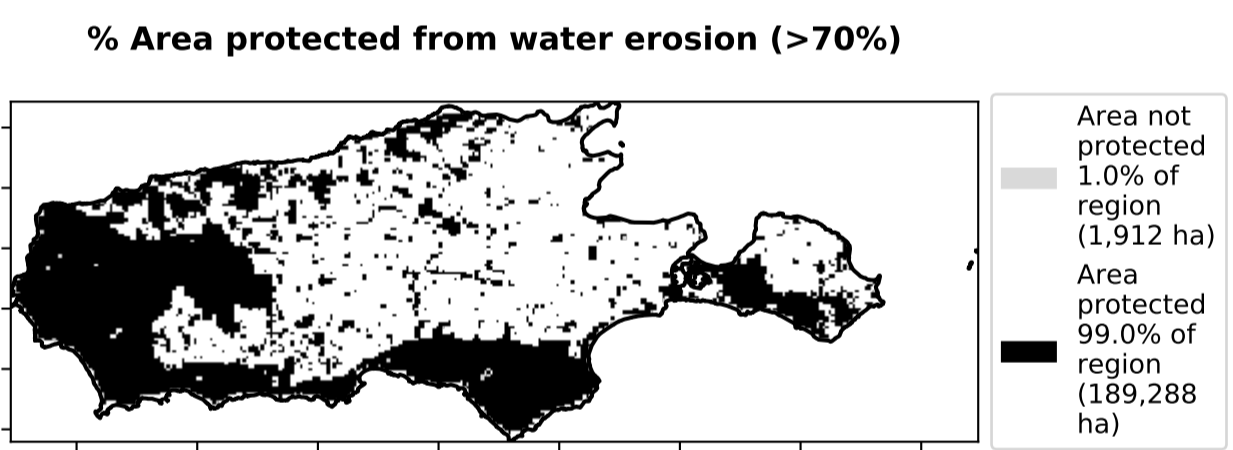 % Area protected from water erosion (>70%)
Area not
protected
1.0% of
region
(1,912 ha)
Area
protected
99.0% of
region
(189,288
ha)